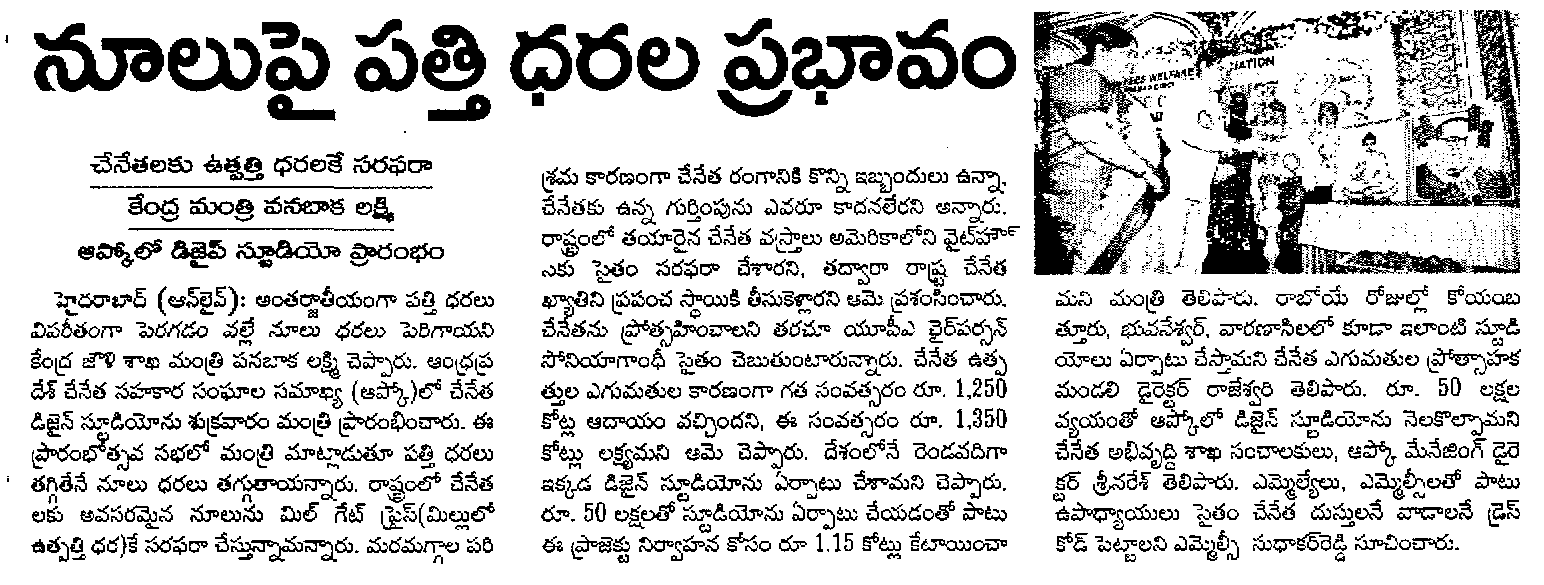 నూలుపై పత్తి ధరల ప్రభావం
చేనేతలకు ఉత్పత్తి ధరలకే సరఫరా
కేంద్ర మంత్రి పనబాక లక్ష్మి
ఆప్కోలో డిజైన్ స్టూడియో ప్రారంభం
హైదరాబాద్ (ఆన్‌లైన్): అంతర్జాతీయంగా పత్తి ధరలు
విపరీతంగా పెరగడం వల్లే నూలు ధరలు పెరిగాయని
కేంద్ర జౌళి శాఖ మంత్రి పనబాక లక్ష్మి చెప్పారు. ఆంధ్రప్ర
దేశ్ చేనేత సహకార సంఘాల సమాఖ్య (ఆప్కో)లో చేనేత
డిజైన్ స్టూడియోను శుక్రవారం మంత్రి ప్రారంభించారు. ఈ
ప్రారంభోత్సవ సభలో మంత్రి మాట్లాడుతూ పత్తి ధరలు
తగ్గితేనే నూలు ధరలు తగ్గుతాయన్నారు. రాష్ట్రంలో చేనేత
లకు అవసరమైన నూలును మిల్ గేట్ ప్రైస్(మిల్లులో
ఉత్పత్తి ధర)కే సరఫరా చేస్తున్నామన్నారు. మరమగ్గాల పరి
శ్రమ కారణంగా చేనేత రంగానికి కొన్ని ఇబ్బందులు ఉన్నా,
చేనేతకు ఉన్న గుర్తింపును ఎవరూ కాదనలేరని అన్నారు.
రాష్ట్రంలో తయారైన చేనేత వస్త్రాలు అమెరికాలోని వైట్‌హౌ
స్‌కు సైతం సరఫరా చేశారని, తద్వారా రాష్ట్ర చేనేత
ఖ్యాతిని ప్రపంచ స్థాయికి తీసుకెళ్లారని ఆమె ప్రశంసించారు.
చేనేతను ప్రోత్సహించాలని తరచూ యూపీఏ ఛైర్‌పర్సన్
సోనియాగాంధీ సైతం చెబుతుంటారున్నారు. చేనేత ఉత్ప
త్తుల ఎగుమతుల కారణంగా గత సంవత్సరం రూ. 1,250
కోట్ల ఆదాయం వచ్చిందని, ఈ సంవత్సరం రూ. 1,350
కోట్లు లక్ష్యమని ఆమె చెప్పారు. దేశంలోనే రెండవదిగా
ఇక్కడ డిజైన్ స్టూడియోను ఏర్పాటు చేశామని చెప్పారు.
రూ. 50 లక్షలతో స్టూడియోను ఏర్పాటు చేయడంతో పాటు
ఈ ప్రాజెక్టు నిర్వాహన కోసం రూ 1.15 కోట్లు కేటాయించా
WELFARE
IATION
మని మంత్రి తెలిపారు. రాబోయే రోజుల్లో కోయంబ
త్తూరు, భువనేశ్వర్, వారణాసిలలో కూడా ఇలాంటి స్టూడి
యోలు ఏర్పాటు చేస్తామని చేనేత ఎగుమతుల ప్రోత్సాహక
మండలి డైరెక్టర్ రాజేశ్వరి తెలిపారు. రూ. 50 లక్షల
వ్యయంతో ఆప్కోలో డిజైన్ స్టూడియోను నెలకొల్పామని
చేనేత అభివృద్ది శాఖ సంచాలకులు, ఆప్కో మేనేజింగ్ డైరె
క్టర్ శ్రీనరేశ్ తెలిపారు. ఎమ్మెల్యేలు, ఎమ్మెల్సీలతో పాటు
ఉపాధ్యాయులు సైతం చేనేత దుస్తులనే వాడాలనే డ్రెస్
కోడ్ పెట్టాలని ఎమ్మెల్సీ సుధాకర్‌రెడ్డి సూచించారు.